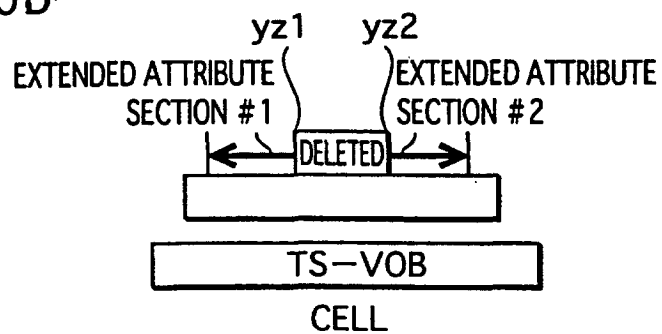 yz1 yz2
EXTENDED ATTRIBUTE SECTION #1
EXTENDED ATTRIBUTE SECTION #2
DELETED
TS-VOB
CELL